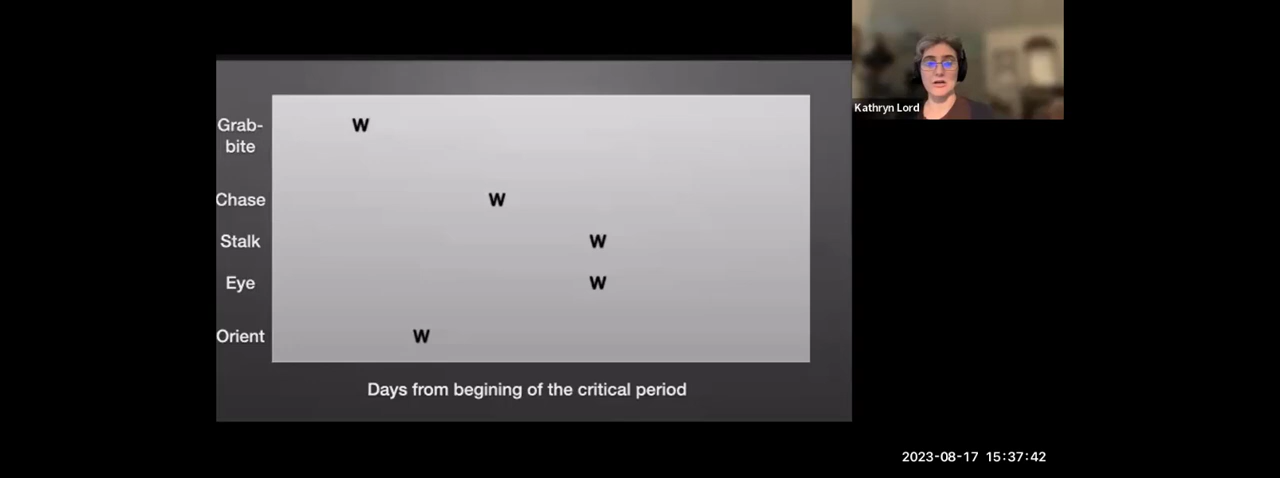 Kathryn Lord
Grab-
bite
W
Chase
W
Stalk
W
Eye
W
Orient
W
Days from begining of the critical period
2023-08-17 15:37:42